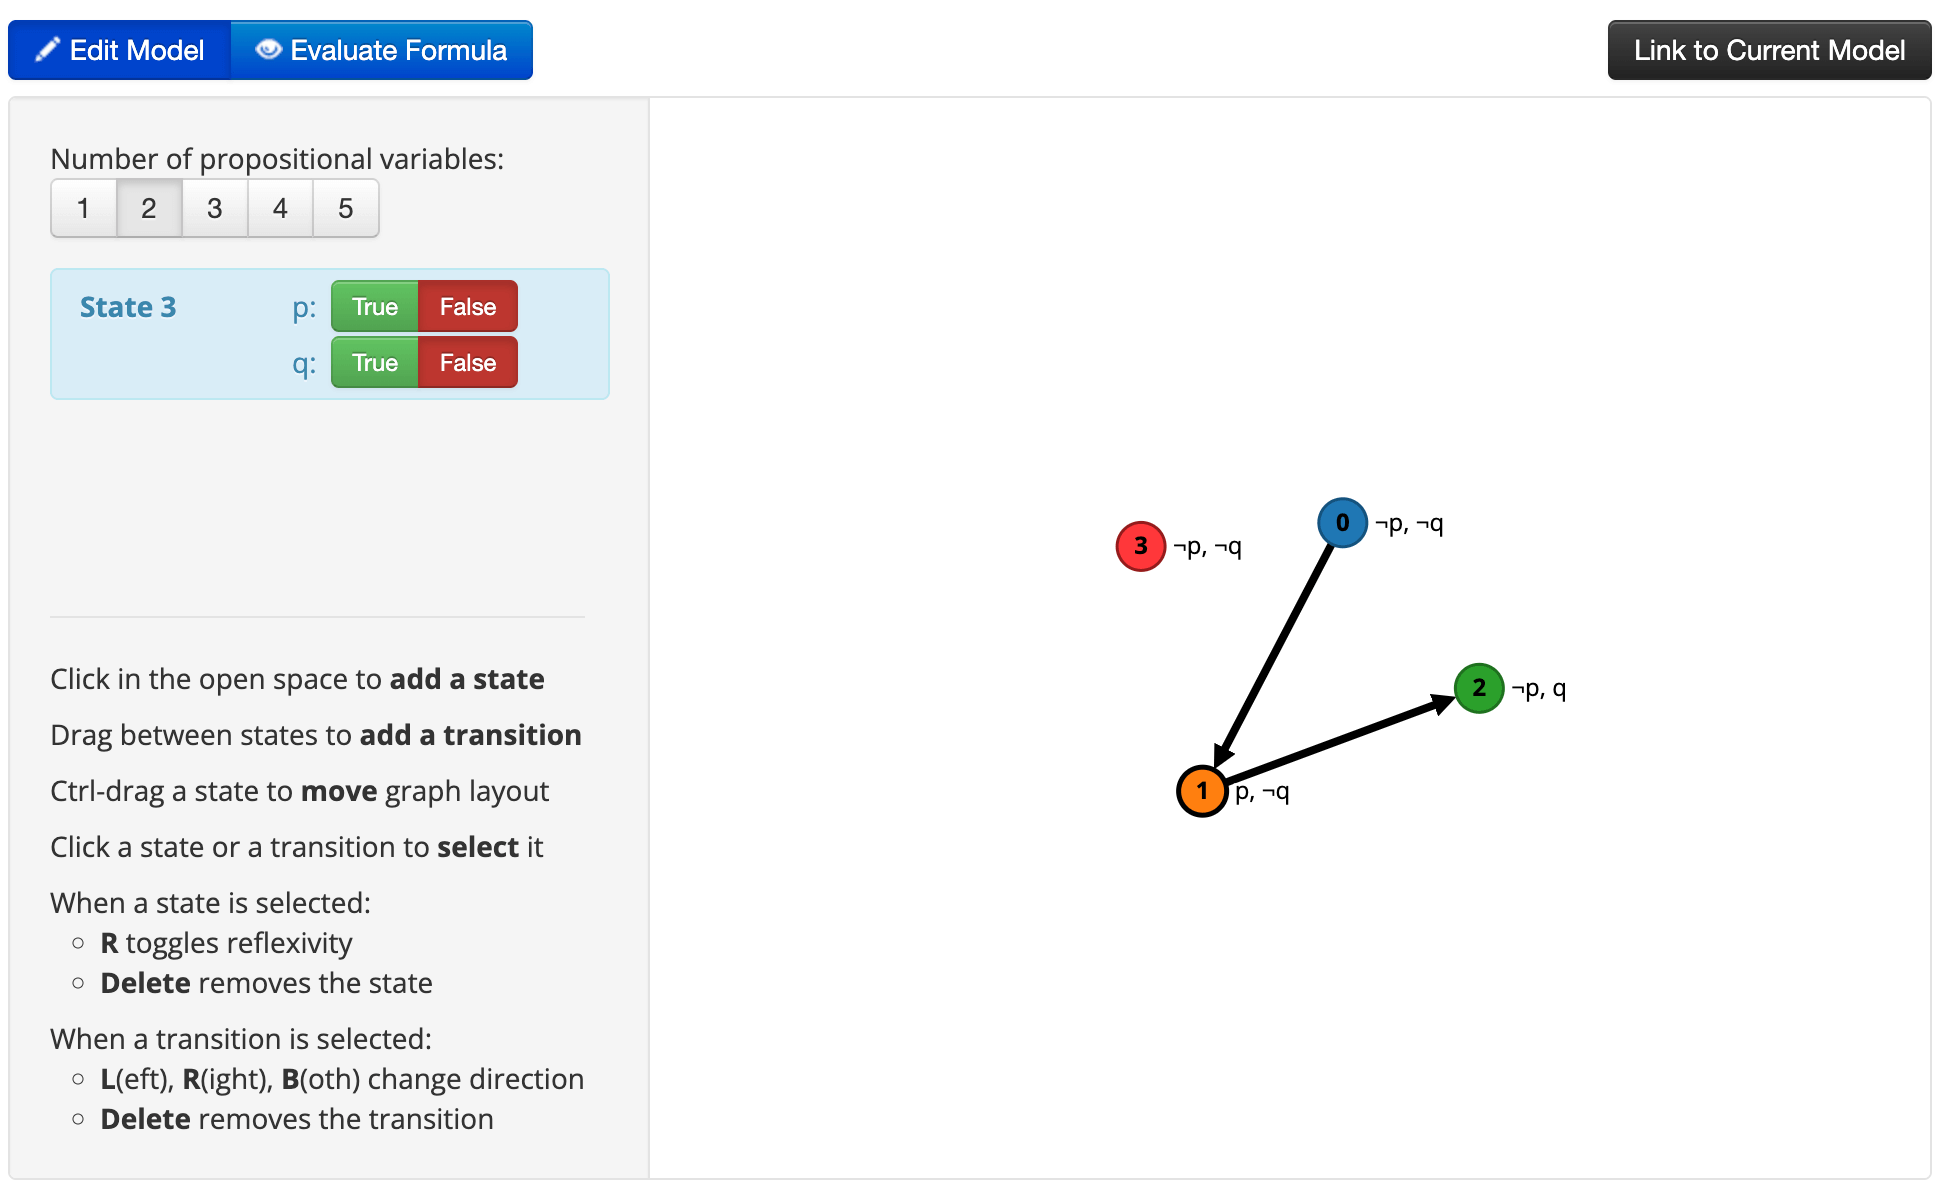 Edit Model
Evaluate Formula
Link to Current Model
Number of propositional variables:
1 2 3 4 5
State 3 p: True False
q: True False
3 ¬p, ¬q
0 ¬p, ¬q
2 ¬p, q
1 p, ¬q
Click in the open space to add a state
Drag between states to add a transition
Ctrl-drag a state to move graph layout
Click a state or a transition to select it
When a state is selected:
R toggles reflexivity
Delete removes the state
When a transition is selected:
L(eft), R(ight), B(oth) change direction
Delete removes the transition